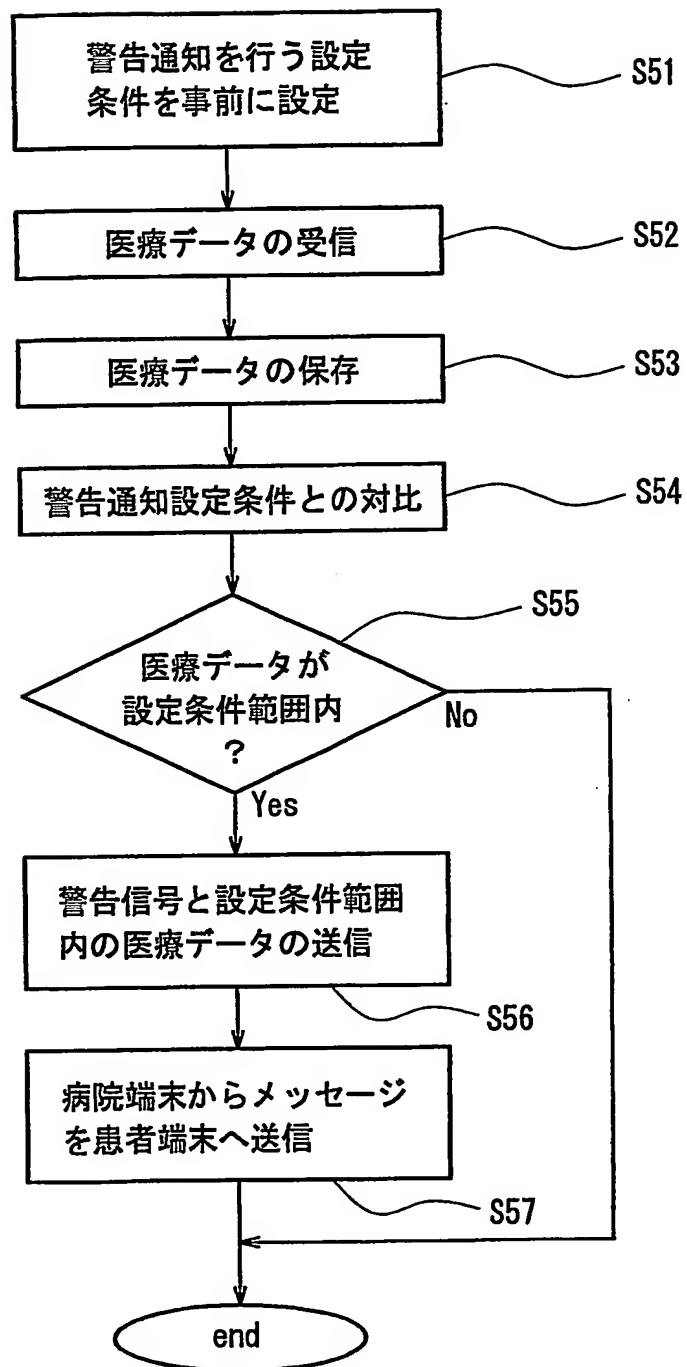 警告通知を行う設定
条件を事前に設定
S51
医療データの受信
S52
医療データの保存
S53
警告通知設定条件との対比
S54
S55
医療データが
設定条件範囲内
?
No
Yes
警告信号と設定条件範囲
内の医療データの送信
S56
病院端末からメッセージ
を患者端末へ送信
S57
end